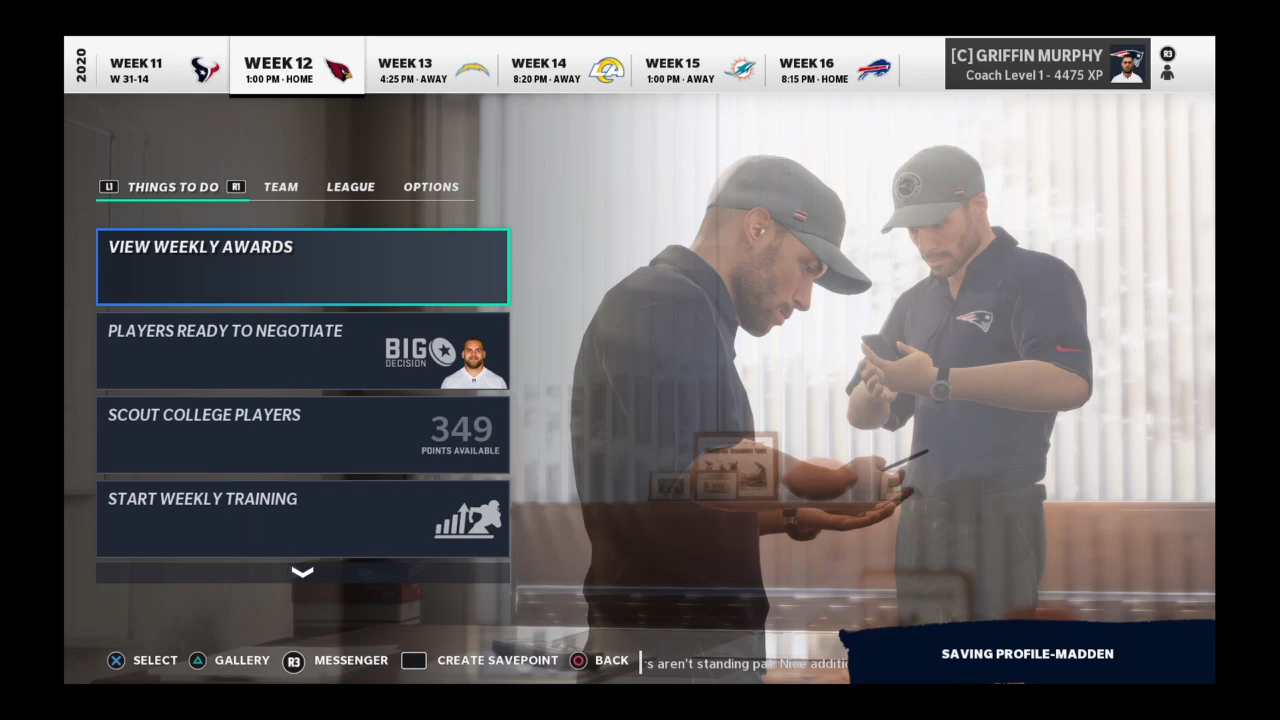 2020
WEEK 11
W 31-14
WEEK 12
1:00 PM · HOME
WEEK 13
4:25 PM · AWAY
WEEK 14
8:20 PM · AWAY
WEEK 15
1:00 PM · AWAY
WEEK 16
8:15 PM · HOME
[C] GRIFFIN MURPHY
Coach Level 1 - 4475 XP
R3
L1 THINGS TO DO R1 TEAM LEAGUE OPTIONS
VIEW WEEKLY AWARDS
PLAYERS READY TO NEGOTIATE
BIG
DECISION
SCOUT COLLEGE PLAYERS
349
POINTS AVAILABLE
START WEEKLY TRAINING
SELECT GALLERY R3 MESSENGER CREATE SAVEPOINT BACK
's aren't standing pat. Nice additi
SAVING PROFILE-MADDEN